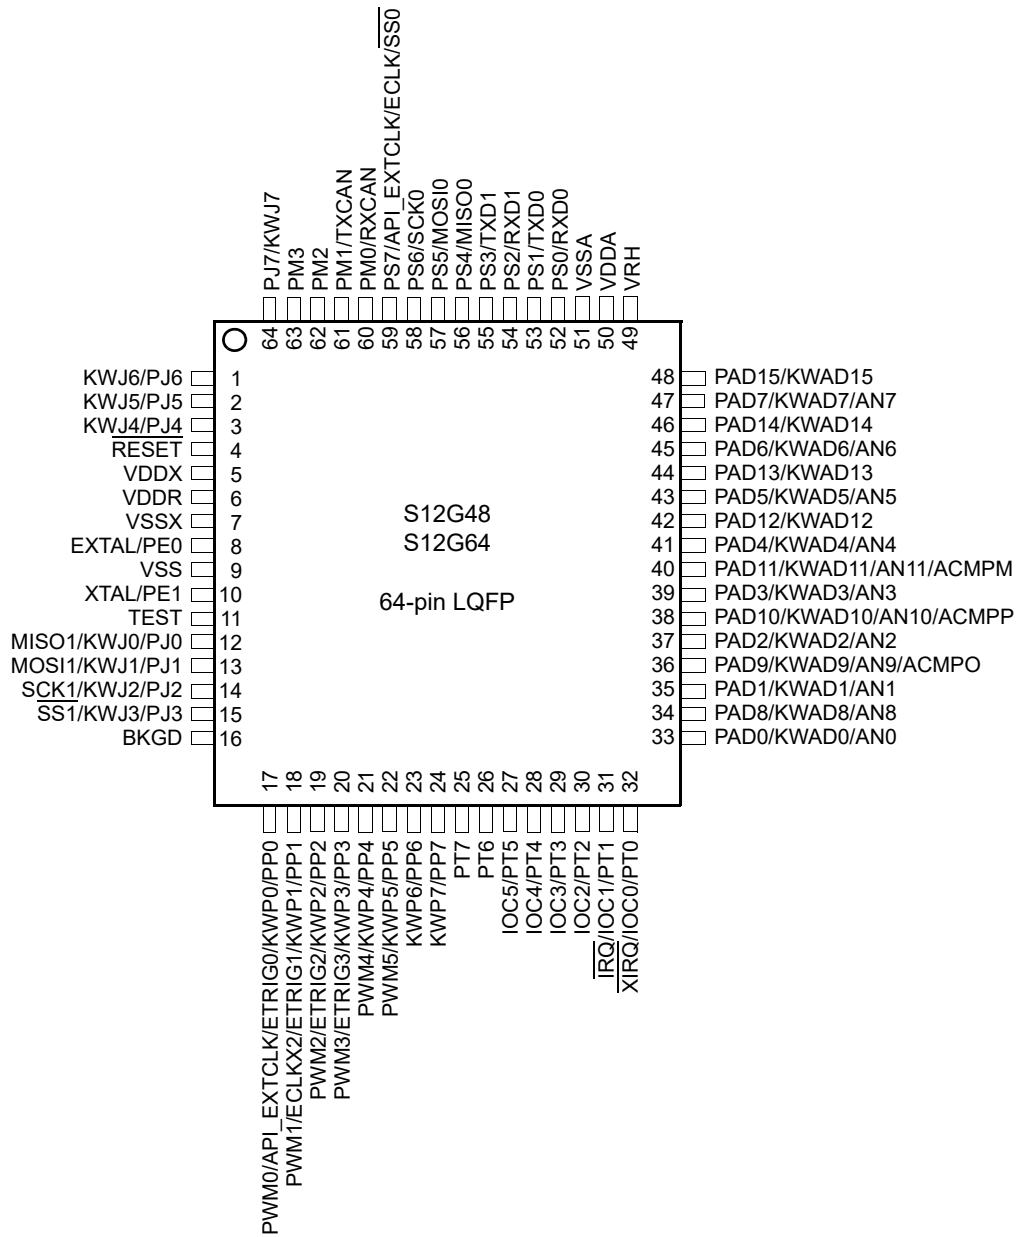 PJ7/KWJ7
PM3
PM2
PM1/TXCAN
PM0/RXCAN
PS7/API_EXTCLK/ECLK/SS0
PS6/SCK0
PS5/MOSI0
PS4/MISO0
PS3/TXD1
PS2/RXD1
PS1/TXD0
PS0/RXD0
VSSA
VDDA
VRH
64
63
62
61
60
59
58
57
56
55
54
53
52
51
50
49
KWJ6/PJ6 1
KWJ5/PJ5 2
KWJ4/PJ4 3
RESET 4
VDDX 5
VDDR 6
VSSX 7
EXTAL/PE0 8
VSS 9
XTAL/PE1 10
TEST 11
MISO1/KWJ0/PJ0 12
MOSI1/KWJ1/PJ1 13
SCK1/KWJ2/PJ2 14
SS1/KWJ3/PJ3 15
BKGD 16
S12G48
S12G64
64-pin LQFP
48 PAD15/KWAD15
47 PAD7/KWAD7/AN7
46 PAD14/KWAD14
45 PAD6/KWAD6/AN6
44 PAD13/KWAD13
43 PAD5/KWAD5/AN5
42 PAD12/KWAD12
41 PAD4/KWAD4/AN4
40 PAD11/KWAD11/AN11/ACMPM
39 PAD3/KWAD3/AN3
38 PAD10/KWAD10/AN10/ACMPP
37 PAD2/KWAD2/AN2
36 PAD9/KWAD9/AN9/ACMPO
35 PAD1/KWAD1/AN1
34 PAD8/KWAD8/AN8
33 PAD0/KWAD0/AN0
17
18
19
20
21
22
23
24
25
26
27
28
29
30
31
32
PWM0/API_EXTCLK/ETRIG0/KWP0/PP0
PWM1/ECLKX2/ETRIG1/KWP1/PP1
PWM2/ETRIG2/KWP2/PP2
PWM3/ETRIG3/KWP3/PP3
PWM4/KWP4/PP4
PWM5/KWP5/PP5
KWP6/PP6
KWP7/PP7
PT7
PT6
IOC5/PT5
IOC4/PT4
IOC3/PT3
IOC2/PT2
IRQ/IOC1/PT1
XIRQ/IOC0/PT0